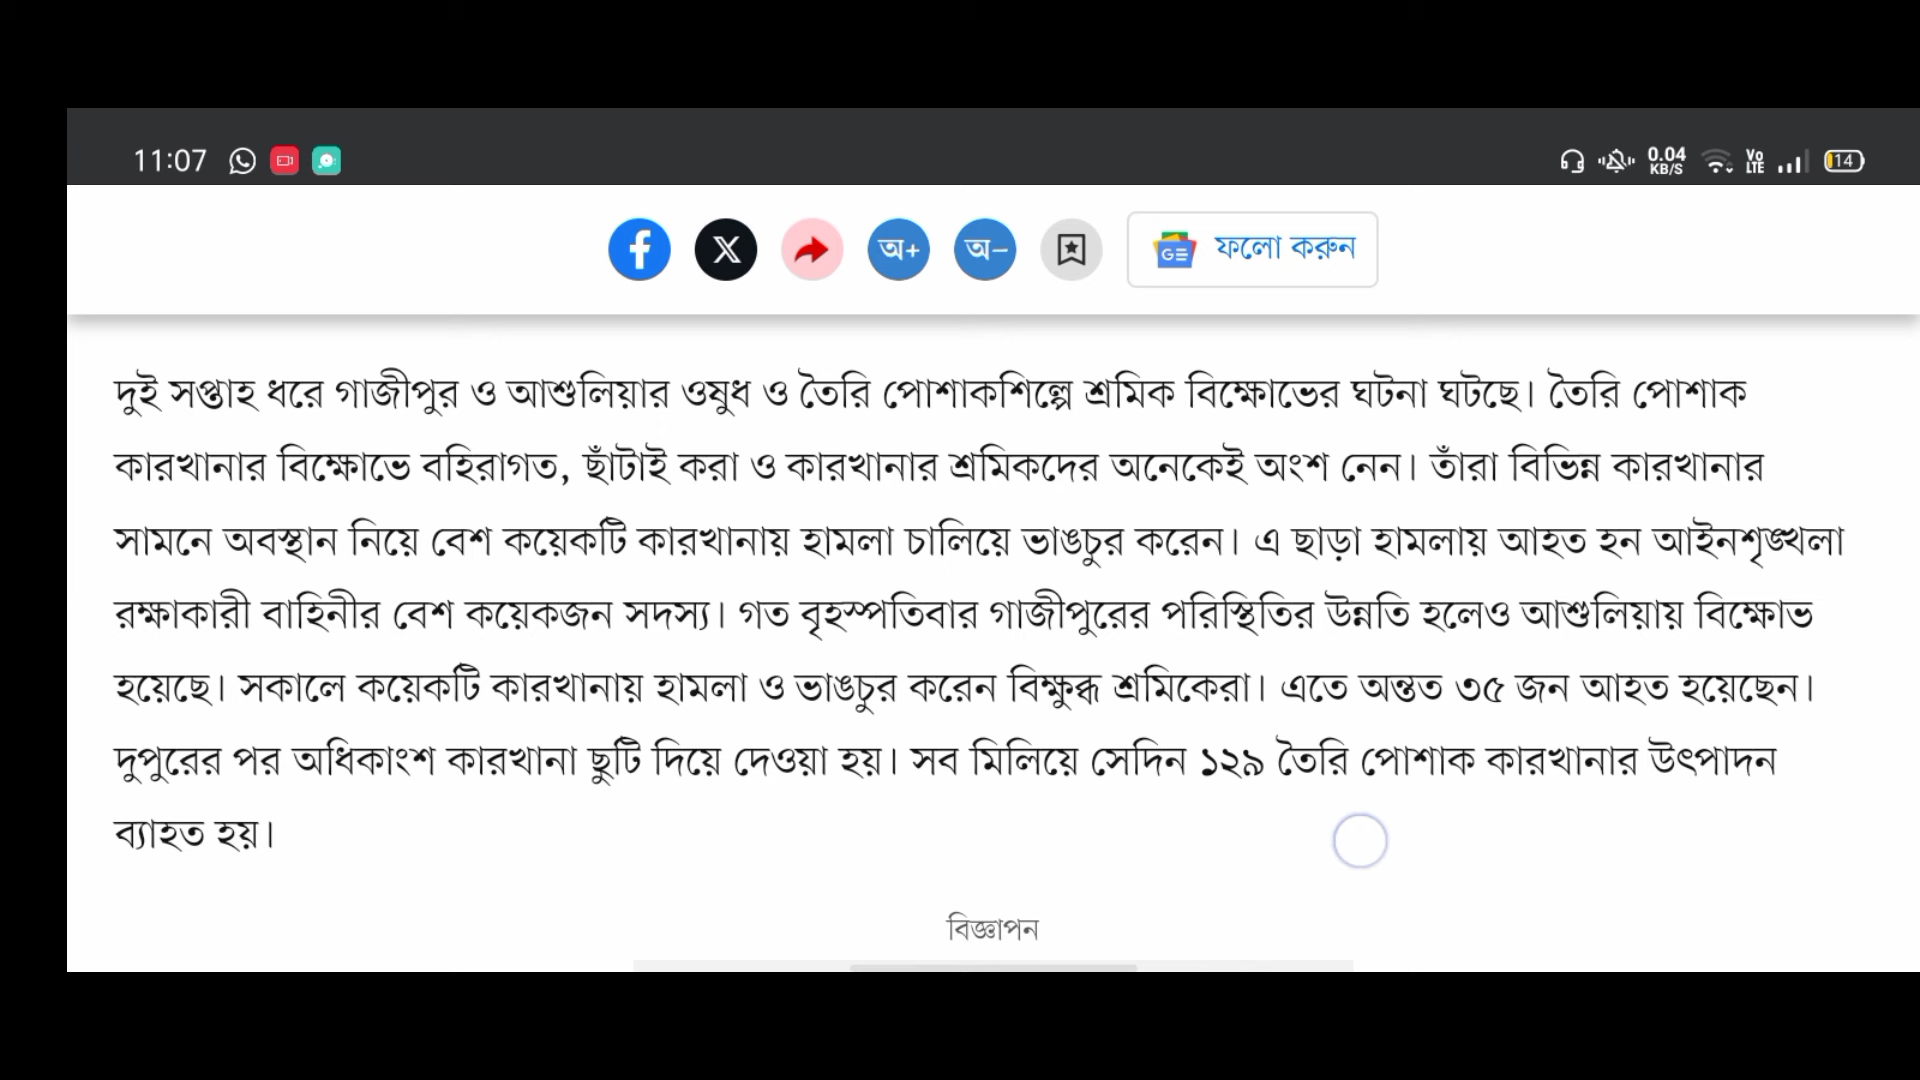 11:07
0.04 KB/S
Vo LTE
14
অ+ অ− GE ফলো করুন
দুই সপ্তাহ ধরে গাজীপুর ও আশুলিয়ার ওষুধ ও তৈরি পোশাকশিল্পে শ্রমিক বিক্ষোভের ঘটনা ঘটছে। তৈরি পোশাক
কারখানার বিক্ষোভে বহিরাগত, ছাঁটাই করা ও কারখানার শ্রমিকদের অনেকেই অংশ নেন। তাঁরা বিভিন্ন কারখানার
সামনে অবস্থান নিয়ে বেশ কয়েকটি কারখানায় হামলা চালিয়ে ভাঙচুর করেন। এ ছাড়া হামলায় আহত হন আইনশৃঙ্খলা
রক্ষাকারী বাহিনীর বেশ কয়েকজন সদস্য। গত বৃহস্পতিবার গাজীপুরের পরিস্থিতির উন্নতি হলেও আশুলিয়ায় বিক্ষোভ
হয়েছে। সকালে কয়েকটি কারখানায় হামলা ও ভাঙচুর করেন বিক্ষুব্ধ শ্রমিকেরা। এতে অন্তত ৩৫ জন আহত হয়েছেন।
দুপুরের পর অধিকাংশ কারখানা ছুটি দিয়ে দেওয়া হয়। সব মিলিয়ে সেদিন ১২৯ তৈরি পোশাক কারখানার উৎপাদন
ব্যাহত হয়।
বিজ্ঞাপন